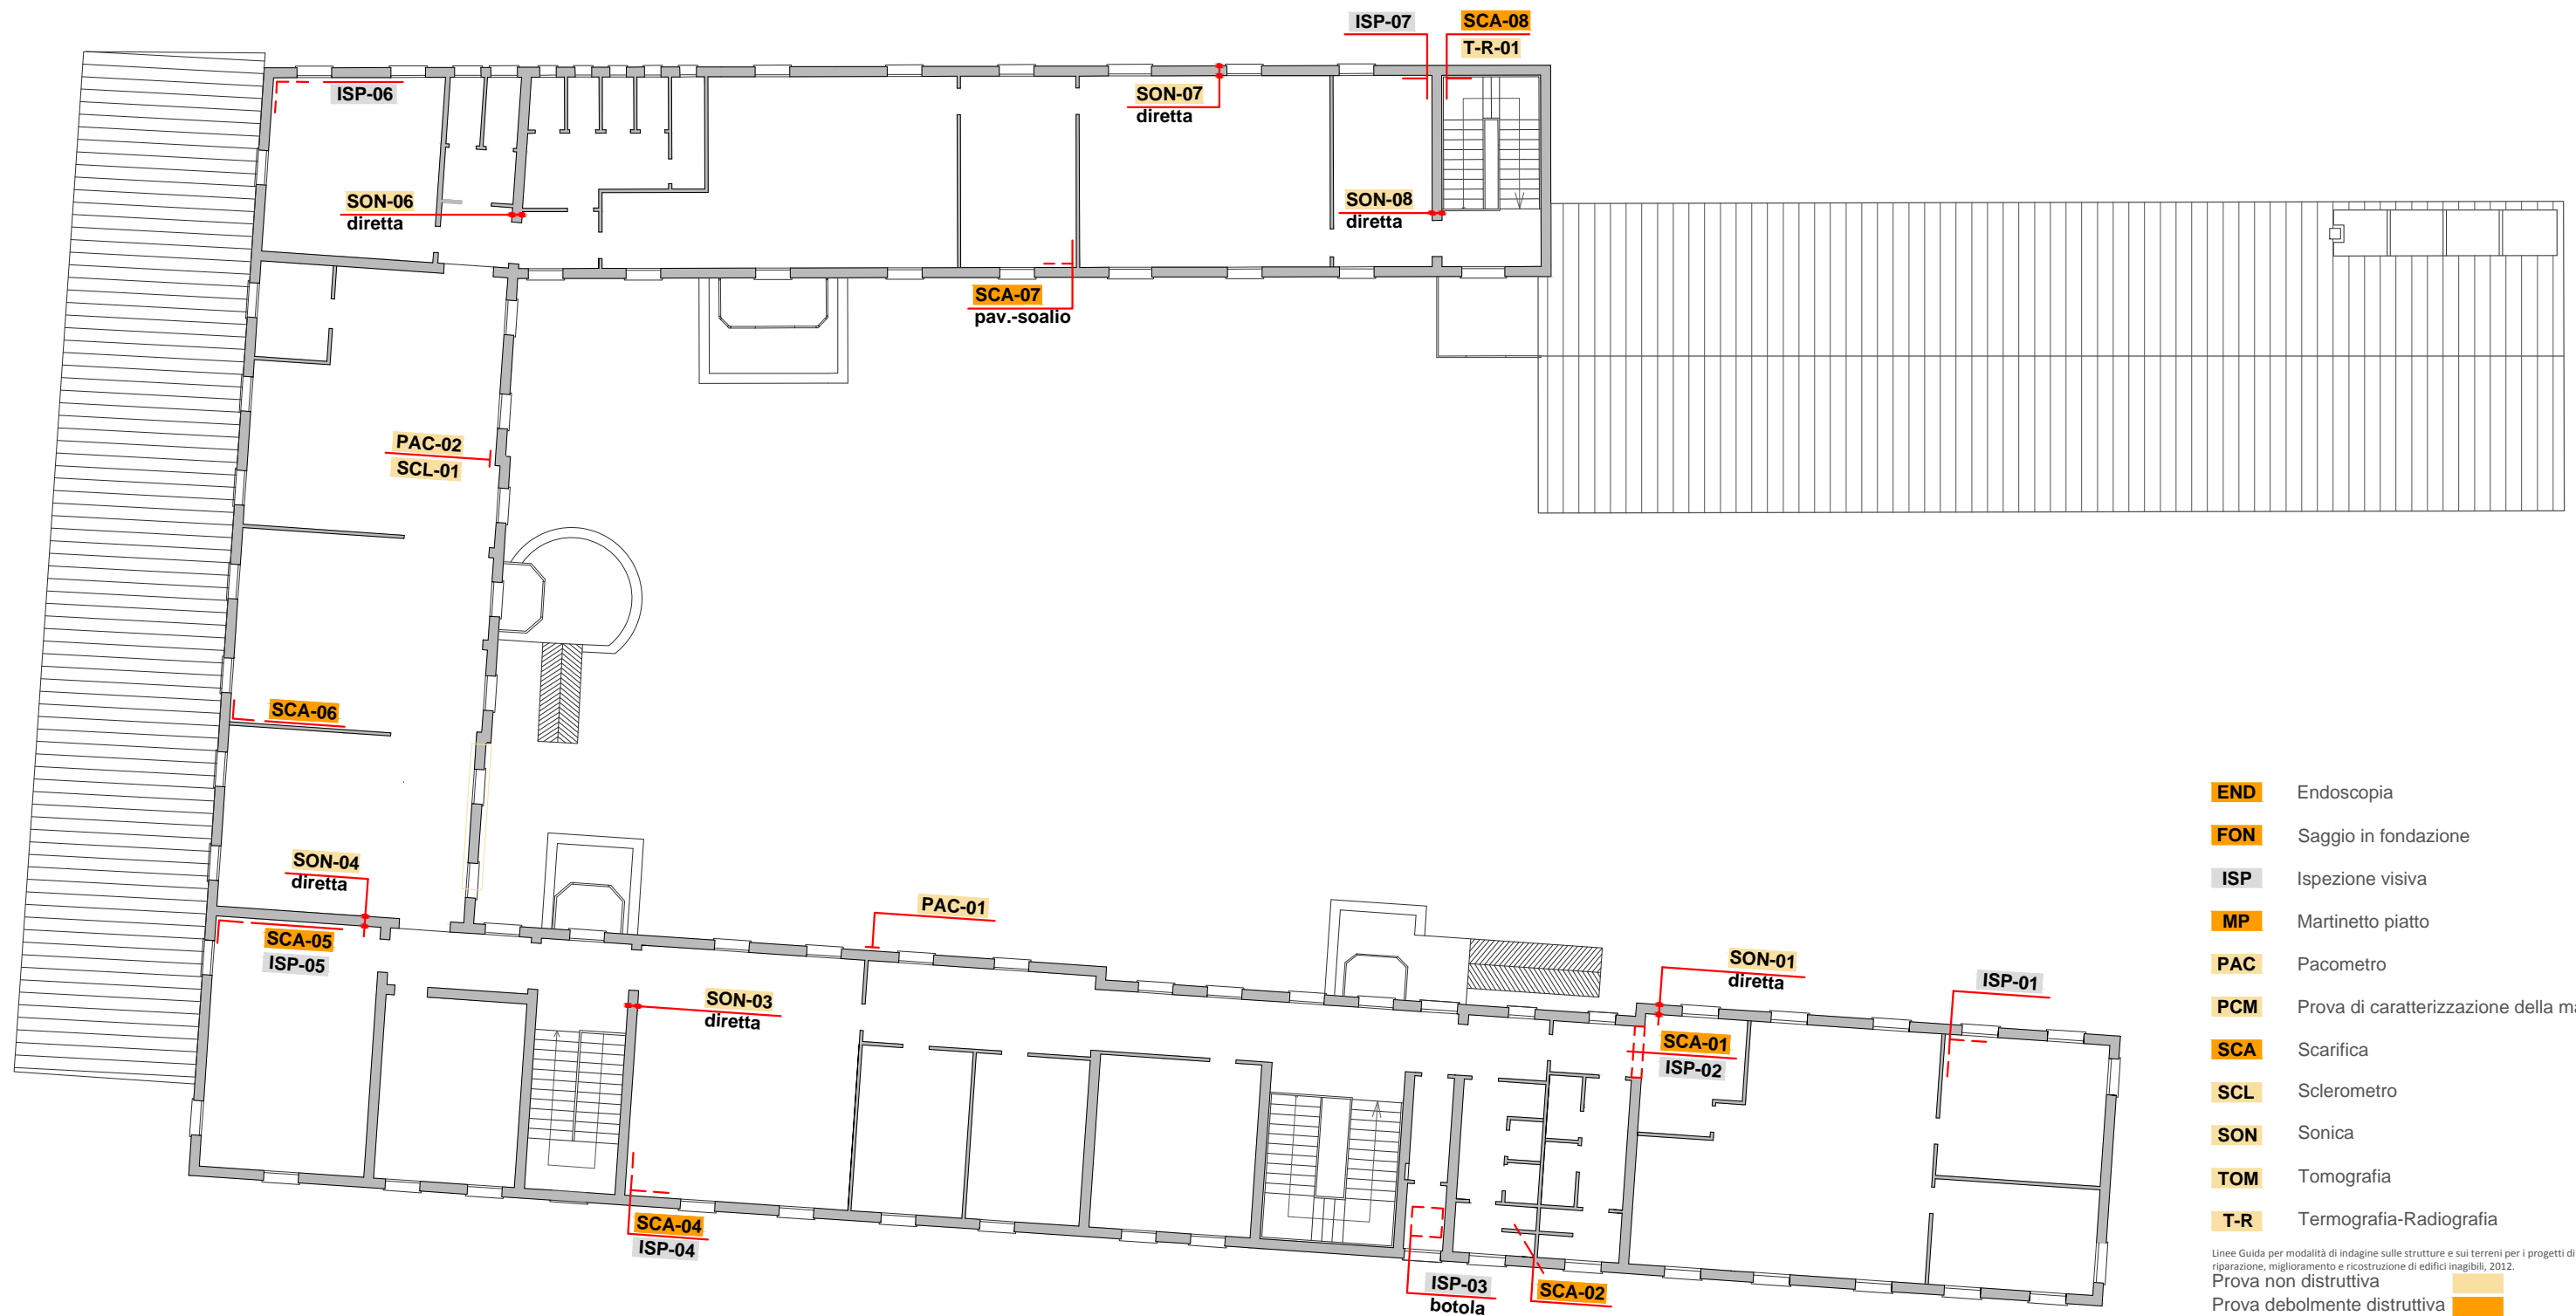 ISP-07
SCA-08
T-R-01
ISP-06
SON-07
diretta
SON-06
diretta
SON-08
diretta
SCA-07
pav.-soalio
PAC-02
SCL-01
SCA-06
SON-04
diretta
SCA-05
ISP-05
PAC-01
SON-03
diretta
SON-01
diretta
ISP-01
SCA-01
ISP-02
SCA-04
ISP-04
ISP-03
botola
SCA-02
END Endoscopia
FON Saggio in fondazione
ISP Ispezione visiva
MP Martinetto piatto
PAC Pacometro
PCM Prova di caratterizzazione della ma
SCA Scarifica
SCL Sclerometro
SON Sonica
TOM Tomografia
T-R Termografia-Radiografia
Linee Guida per modalità di indagine sulle strutture e sui terreni per i progetti di
riparazione, miglioramento e ricostruzione di edifici inagibili, 2012.
Prova non distruttiva
Prova debolmente distruttiva